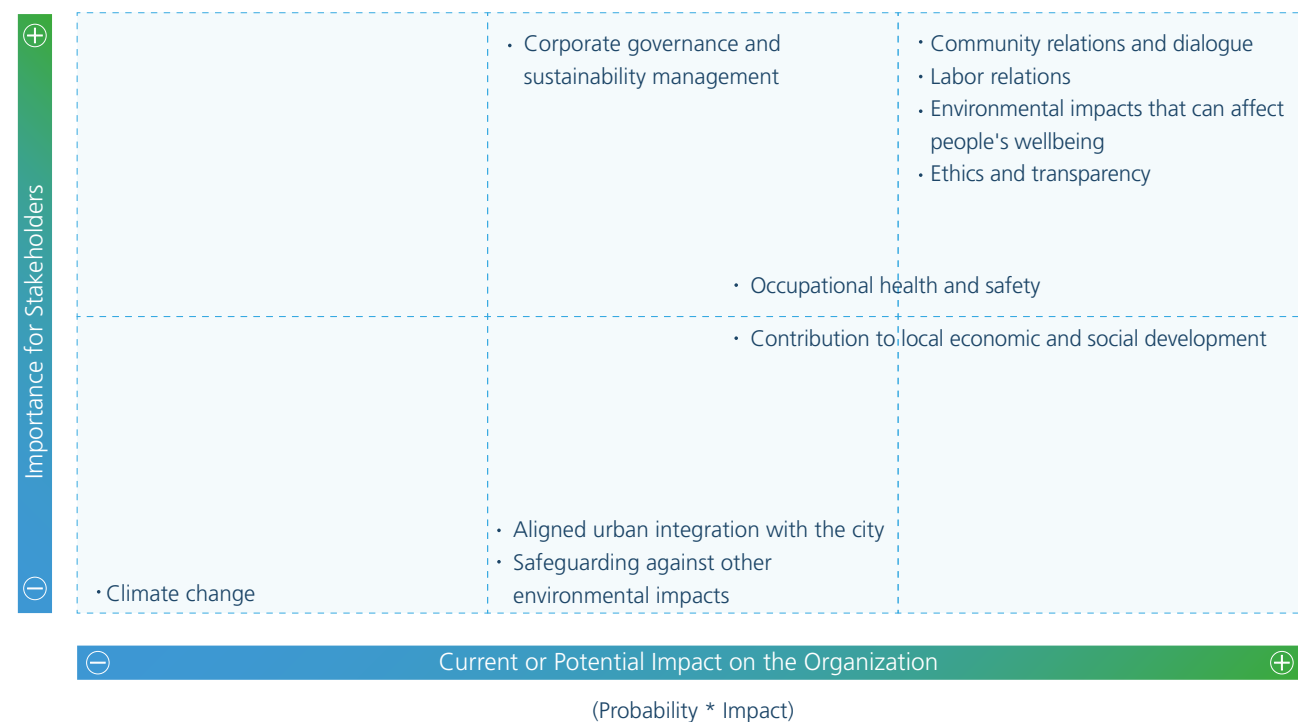 Importance for Stakeholders
· Corporate governance and
sustainability management
· Community relations and dialogue
· Labor relations
· Environmental impacts that can affect
people's wellbeing
· Ethics and transparency
· Occupational health and safety
· Contribution to local economic and social development
· Aligned urban integration with the city
· Safeguarding against other
environmental impacts
· Climate change
Current or Potential Impact on the Organization
(Probability * Impact)